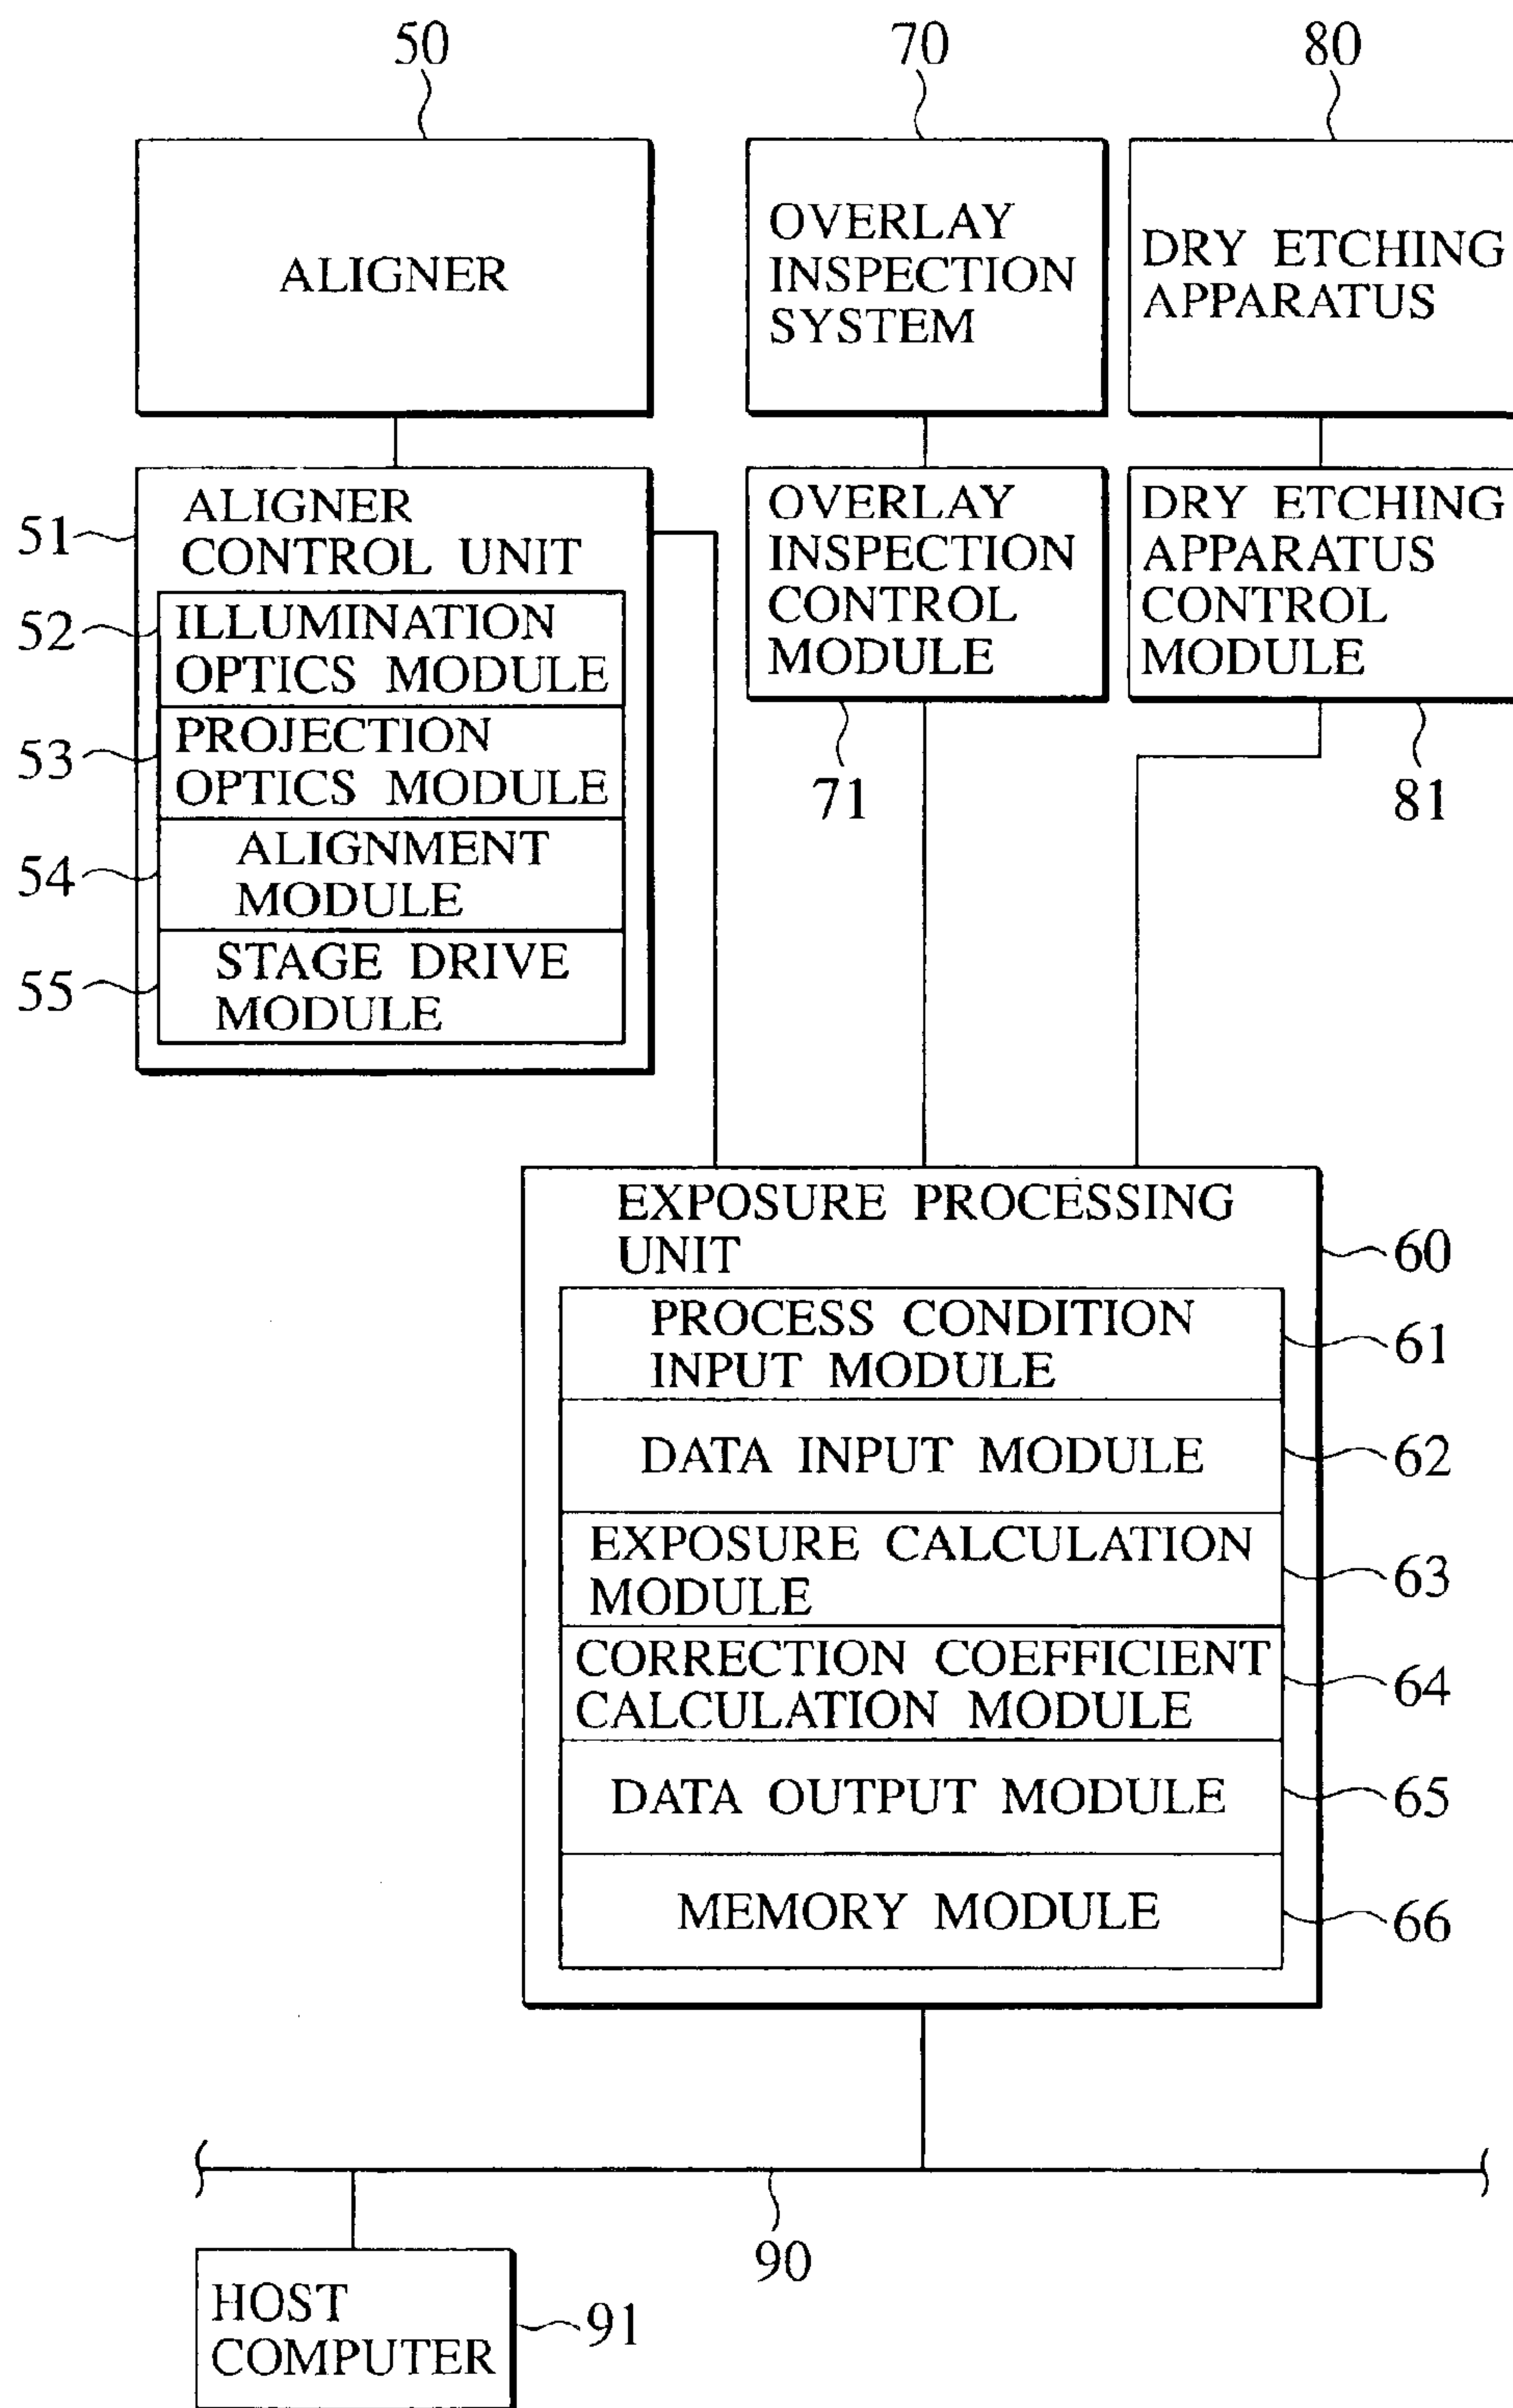 50
70
80
ALIGNER
OVERLAY
INSPECTION
SYSTEM
DRY ETCHING
APPARATUS
51
ALIGNER
CONTROL UNIT
52
ILLUMINATION
OPTICS MODULE
53
PROJECTION
OPTICS MODULE
54
ALIGNMENT
MODULE
55
STAGE DRIVE
MODULE
OVERLAY
INSPECTION
CONTROL
MODULE
71
DRY ETCHING
APPARATUS
CONTROL
MODULE
81
EXPOSURE PROCESSING
UNIT
60
PROCESS CONDITION
INPUT MODULE
61
DATA INPUT MODULE
62
EXPOSURE CALCULATION
MODULE
63
CORRECTION COEFFICIENT
CALCULATION MODULE
64
DATA OUTPUT MODULE
65
MEMORY MODULE
66
90
HOST
COMPUTER
91